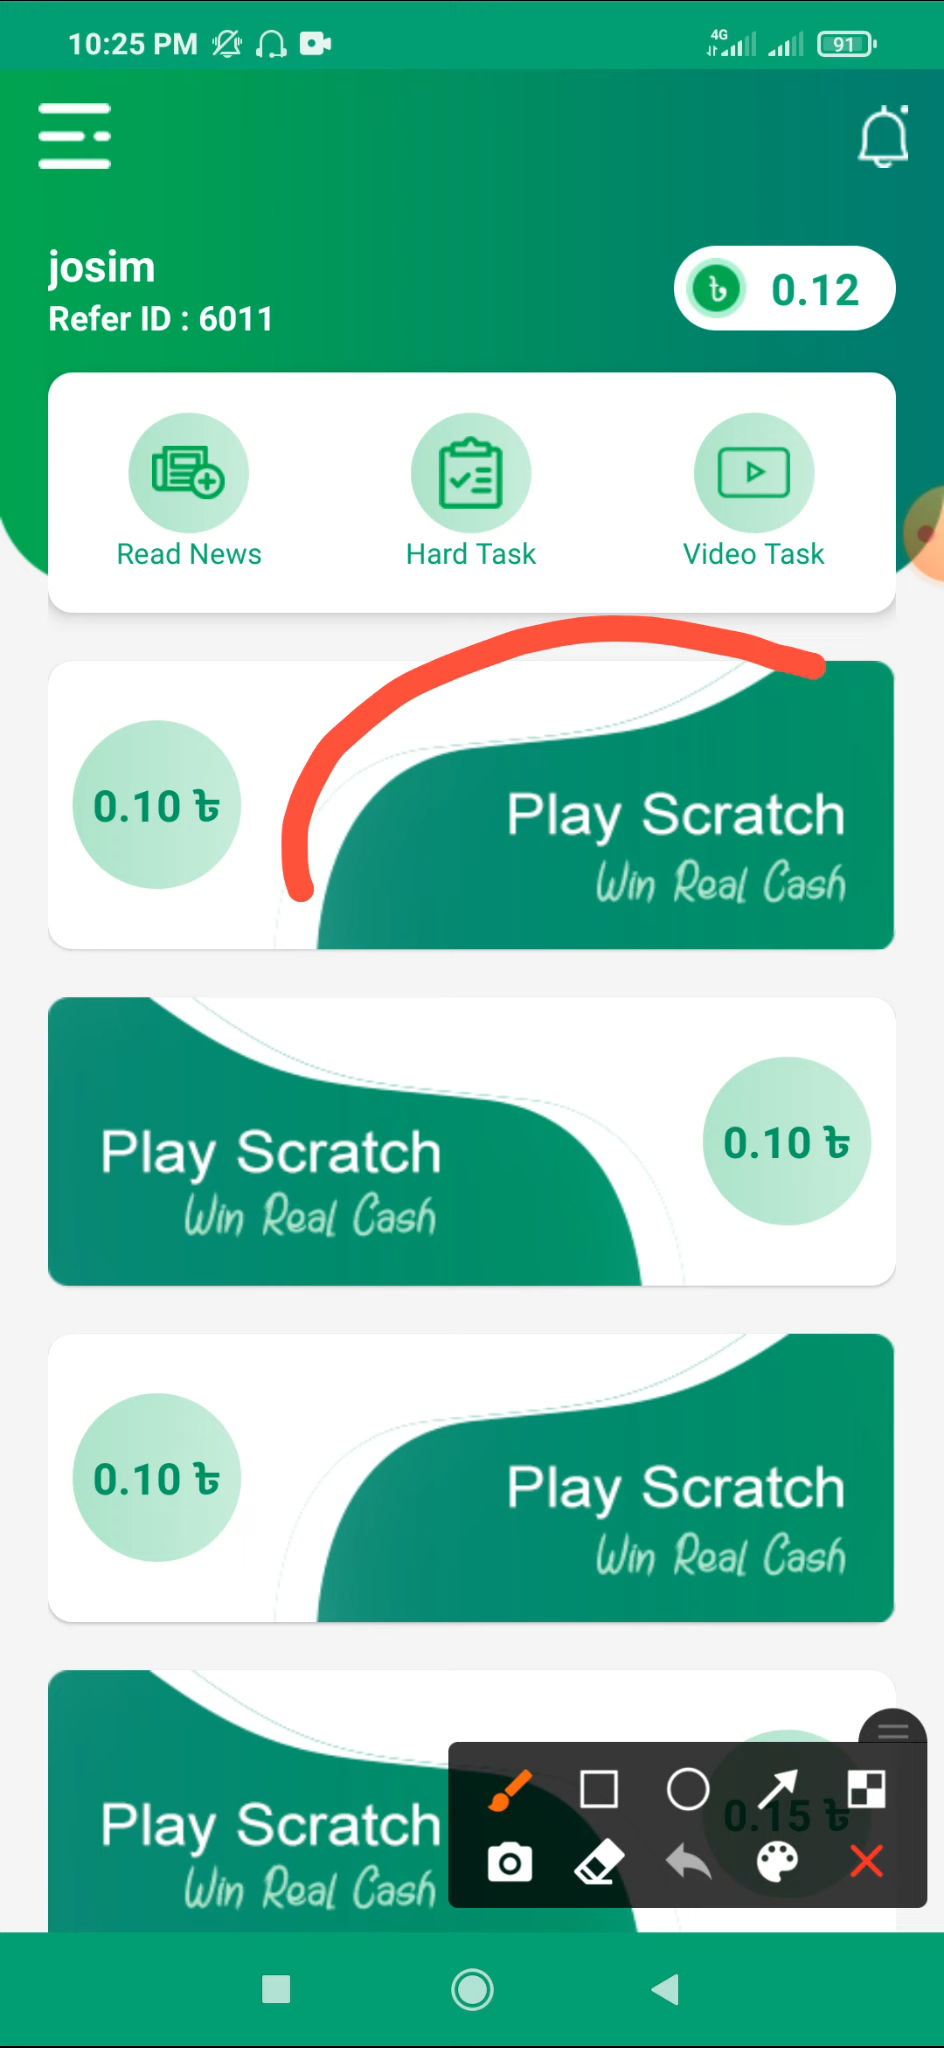 10:25 PM
4G
91
josim
Refer ID : 6011
৳ 0.12
Read News
Hard Task
Video Task
0.10 ৳
Play Scratch
Win Real Cash
Play Scratch
Win Real Cash
0.10 ৳
0.10 ৳
Play Scratch
Win Real Cash
Play Scratch
Win Real Cash
0.15 ৳